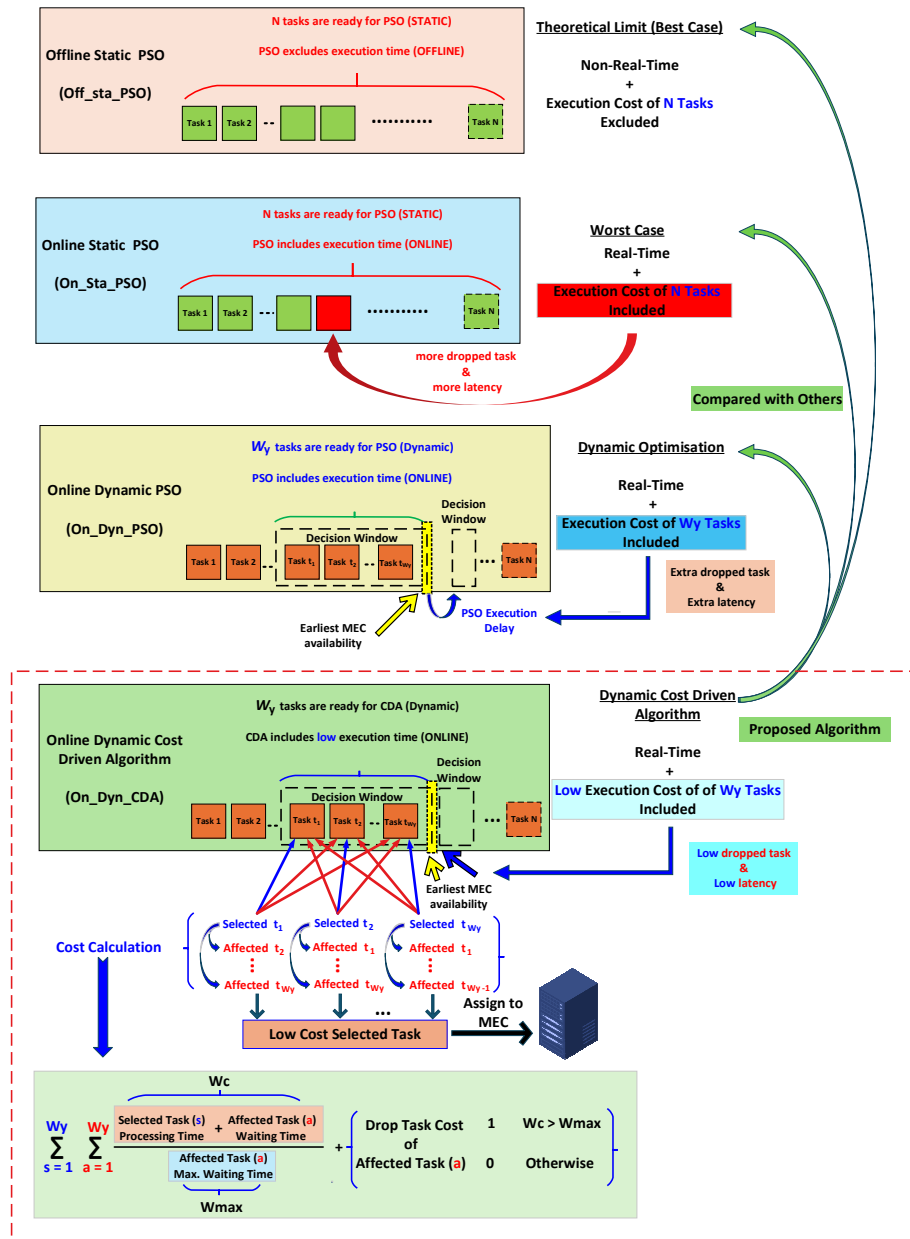 N tasks are ready for PSO (STATIC)
PSO excludes execution time (OFFLINE)
Offline Static PSO
(Off_sta_PSO)
Task 1 Task 2 Task N
Theoretical Limit (Best Case)
Non-Real-Time
+
Execution Cost of N Tasks
Excluded
N tasks are ready for PSO (STATIC)
PSO includes execution time (ONLINE)
Online Static PSO
(On_Sta_PSO)
Task 1 Task 2 Task N
Worst Case
Real-Time
+
Execution Cost of N Tasks
Included
more dropped task
&
more latency
Compared with Others
Wy tasks are ready for PSO (Dynamic)
PSO includes execution time (ONLINE)
Online Dynamic PSO
(On_Dyn_PSO)
Decision Window
Decision
Window
Task 1 Task 2 Task t1 Task t2 Task tWy Task N
Earliest MEC
availability
PSO Execution
Delay
Dynamic Optimisation
Real-Time
+
Execution Cost of Wy Tasks
Included
Extra dropped task
&
Extra latency
Wy tasks are ready for CDA (Dynamic)
CDA includes low execution time (ONLINE)
Online Dynamic Cost
Driven Algorithm
(On_Dyn_CDA)
Decision Window
Decision
Window
Task 1 Task 2 Task t1 Task t2 Task tWy Task N
Earliest MEC
availability
Dynamic Cost Driven
Algorithm
Proposed Algorithm
Real-Time
+
Low Execution Cost of of Wy Tasks
Included
Low dropped task
&
Low latency
Cost Calculation
Selected t1 Selected t2 Selected tWy
Affected t2 Affected t1 Affected t1
Affected tWy Affected tWy Affected tWy-1
...
Low Cost Selected Task
Assign to
MEC
Wc
Wy Wy
Σ Σ
s = 1 a = 1
Selected Task (s) + Affected Task (a)
Processing Time Waiting Time
Affected Task (a)
Max. Waiting Time
Wmax
+
Drop Task Cost 1 Wc > Wmax
of
Affected Task (a) 0 Otherwise